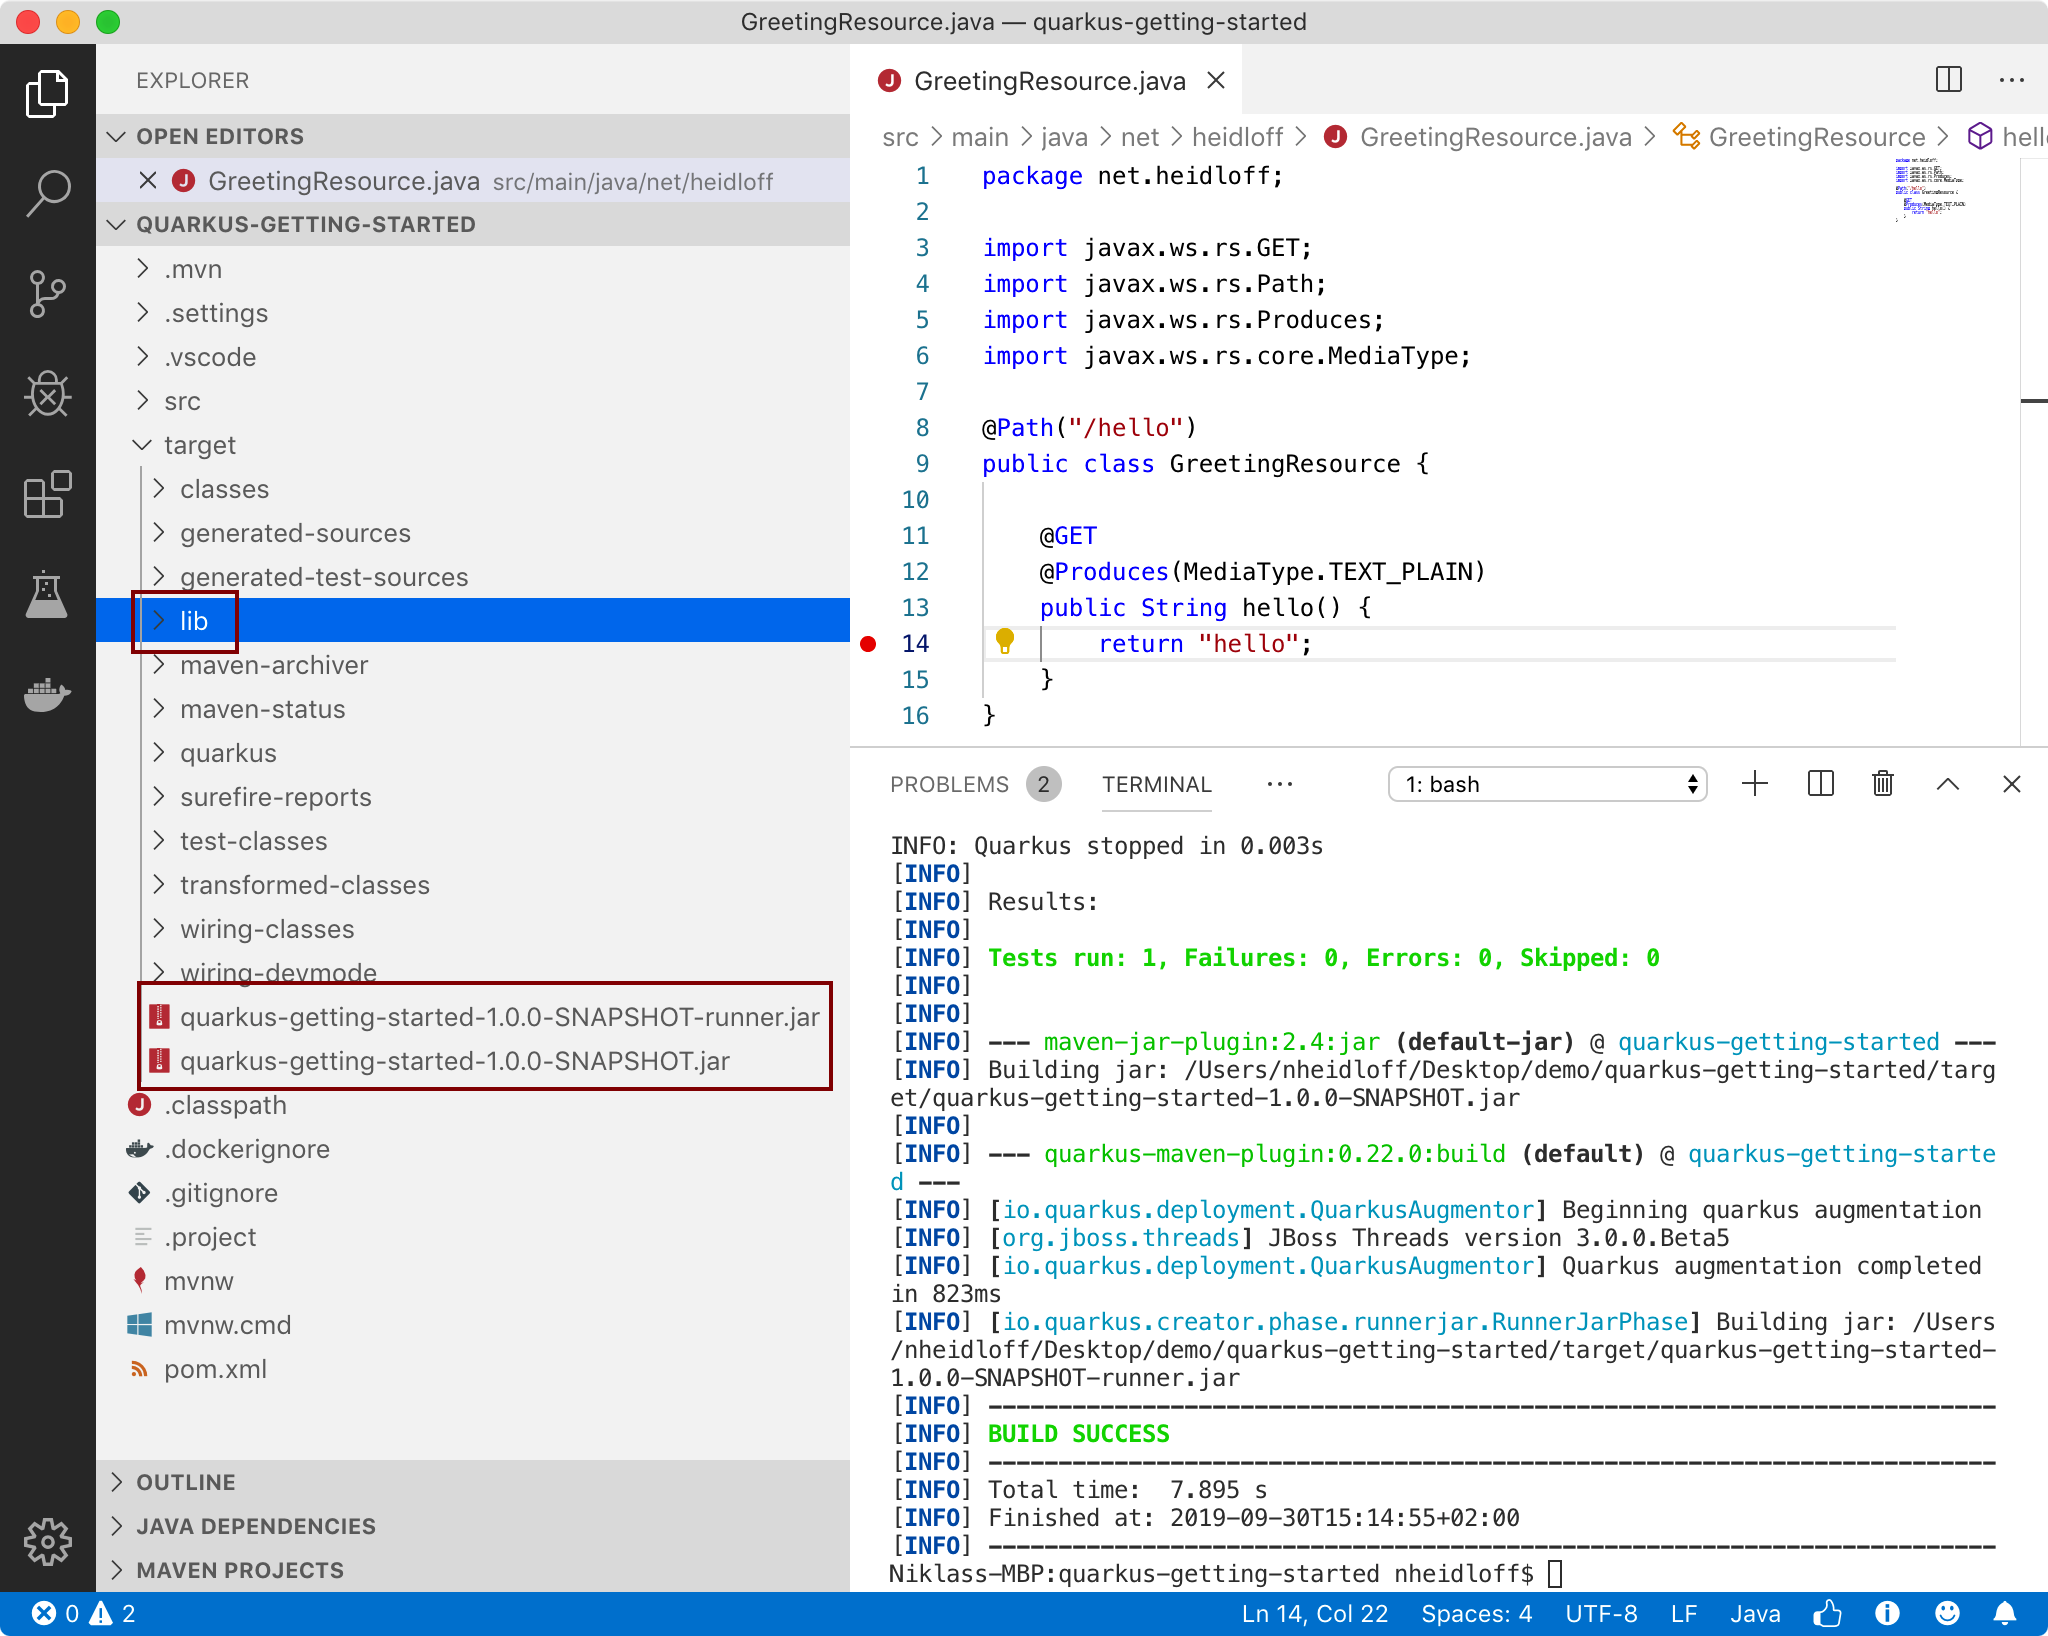 GreetingResource.java — quarkus-getting-started
EXPLORER
OPEN EDITORS
GreetingResource.java src/main/java/net/heidloff
QUARKUS-GETTING-STARTED
.mvn
.settings
.vscode
src
target
classes
generated-sources
generated-test-sources
lib
maven-archiver
maven-status
quarkus
surefire-reports
test-classes
transformed-classes
wiring-classes
wiring-devmode
quarkus-getting-started-1.0.0-SNAPSHOT-runner.jar
quarkus-getting-started-1.0.0-SNAPSHOT.jar
.classpath
.dockerignore
.gitignore
.project
mvnw
mvnw.cmd
pom.xml
OUTLINE
JAVA DEPENDENCIES
MAVEN PROJECTS
J GreetingResource.java
src > main > java > net > heidloff > J GreetingResource.java > GreetingResource > hell
1 package net.heidloff;
2
3 import javax.ws.rs.GET;
4 import javax.ws.rs.Path;
5 import javax.ws.rs.Produces;
6 import javax.ws.rs.core.MediaType;
7
8 @Path("/hello")
9 public class GreetingResource {
10
11 @GET
12 @Produces(MediaType.TEXT_PLAIN)
13 public String hello() {
14 return "hello";
15 }
16 }
PROBLEMS 2 TERMINAL ··· 1: bash
INFO: Quarkus stopped in 0.003s
[INFO]
[INFO] Results:
[INFO]
[INFO] Tests run: 1, Failures: 0, Errors: 0, Skipped: 0
[INFO]
[INFO]
[INFO] --- maven-jar-plugin:2.4:jar (default-jar) @ quarkus-getting-started ---
[INFO] Building jar: /Users/nheidloff/Desktop/demo/quarkus-getting-started/targ
et/quarkus-getting-started-1.0.0-SNAPSHOT.jar
[INFO]
[INFO] --- quarkus-maven-plugin:0.22.0:build (default) @ quarkus-getting-starte
d ---
[INFO] [io.quarkus.deployment.QuarkusAugmentor] Beginning quarkus augmentation
[INFO] [org.jboss.threads] JBoss Threads version 3.0.0.Beta5
[INFO] [io.quarkus.deployment.QuarkusAugmentor] Quarkus augmentation completed
in 823ms
[INFO] [io.quarkus.creator.phase.runnerjar.RunnerJarPhase] Building jar: /Users
/nheidloff/Desktop/demo/quarkus-getting-started/target/quarkus-getting-started-
1.0.0-SNAPSHOT-runner.jar
[INFO] ------------------------------------------------------------------------
[INFO] BUILD SUCCESS
[INFO] ------------------------------------------------------------------------
[INFO] Total time:  7.895 s
[INFO] Finished at: 2019-09-30T15:14:55+02:00
[INFO] ------------------------------------------------------------------------
Niklass-MBP:quarkus-getting-started nheidloff$
0 2 Ln 14, Col 22 Spaces: 4 UTF-8 LF Java